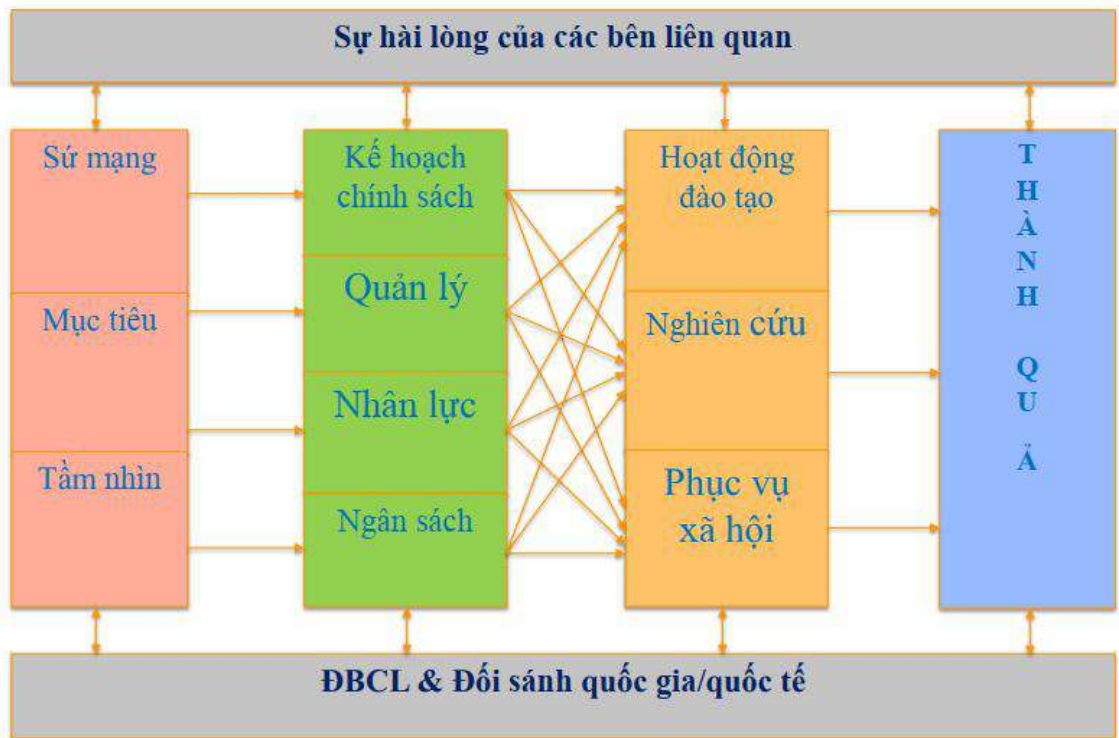 Sự hài lòng của các bên liên quan
Sứ mạng
Mục tiêu
Tầm nhìn
Kế hoạch
chính sách
Quản lý
Nhân lực
Ngân sách
Hoạt động
đào tạo
Nghiên cứu
Phục vụ
xã hội
T
H
À
N
H
QU
Ả
ĐBCL & Đối sánh quốc gia/quốc tế